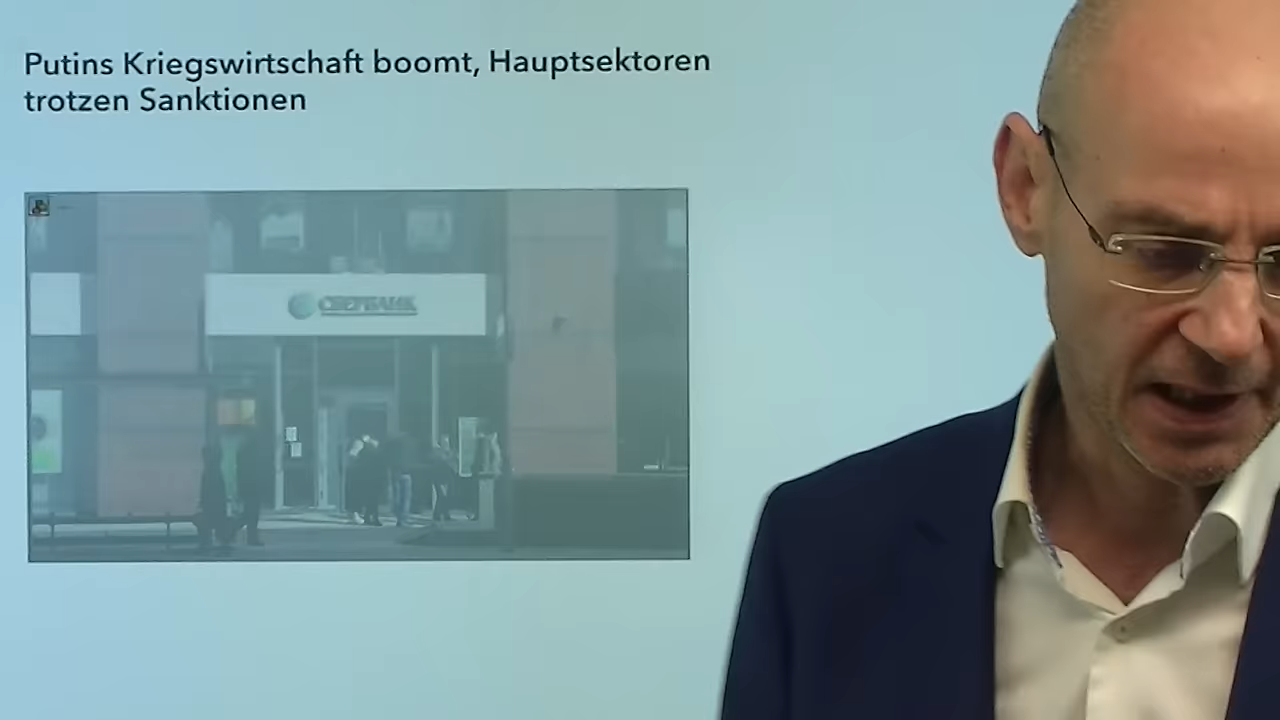 Putins Kriegswirtschaft boomt, Hauptsektoren
trotzen Sanktionen
СБЕРБАНК